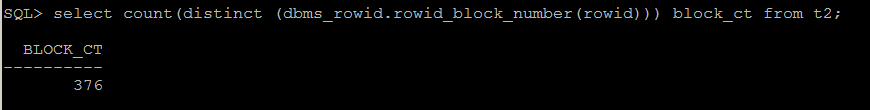 SQL> select count(distinct (dbms_rowid.rowid_block_number(rowid))) block_ct from t2;
BLOCK_CT
----------
376